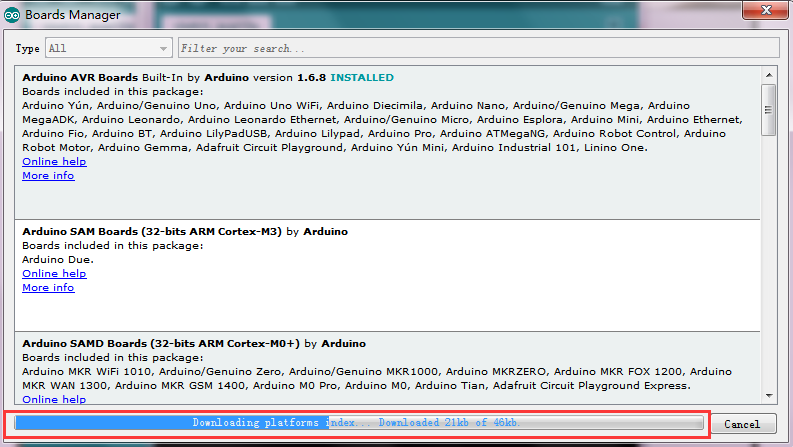 Boards Manager
Type All Filter your search...
Arduino AVR Boards Built-In by Arduino version 1.6.8 INSTALLED
Boards included in this package:
Arduino Yún, Arduino/Genuino Uno, Arduino Uno WiFi, Arduino Diecimila, Arduino Nano, Arduino/Genuino Mega, Arduino
MegaADK, Arduino Leonardo, Arduino Leonardo Ethernet, Arduino/Genuino Micro, Arduino Esplora, Arduino Mini, Arduino Ethernet,
Arduino Fio, Arduino BT, Arduino LilyPadUSB, Arduino Lilypad, Arduino Pro, Arduino ATMegaNG, Arduino Robot Control, Arduino
Robot Motor, Arduino Gemma, Adafruit Circuit Playground, Arduino Yún Mini, Arduino Industrial 101, Linino One.
Online help
More info
Arduino SAM Boards (32-bits ARM Cortex-M3) by Arduino
Boards included in this package:
Arduino Due.
Online help
More info
Arduino SAMD Boards (32-bits ARM Cortex-M0+) by Arduino
Boards included in this package:
Arduino MKR WiFi 1010, Arduino/Genuino Zero, Arduino/Genuino MKR1000, Arduino MKRZERO, Arduino MKR FOX 1200, Arduino
MKR WAN 1300, Arduino MKR GSM 1400, Arduino M0 Pro, Arduino M0, Arduino Tian, Adafruit Circuit Playground Express.
Online help
Downloading platforms index... Downloaded 21kb of 46kb.
Cancel